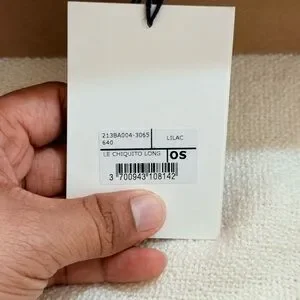 213BA004-3065
640
LILAC
LE CHIQUITO LONG
OS
3 700943 108142